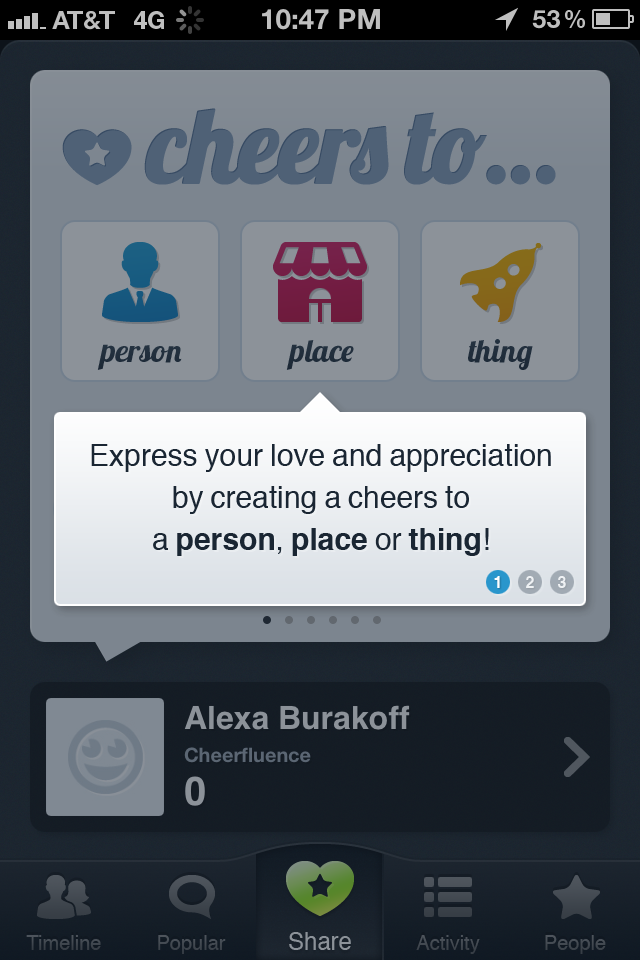 AT&T 4G 10:47 PM 53%
cheers to...
person place thing
Express your love and appreciation
by creating a cheers to
a person, place or thing!
1 2 3
Alexa Burakoff
Cheerfluence
0
Timeline Popular Share Activity People